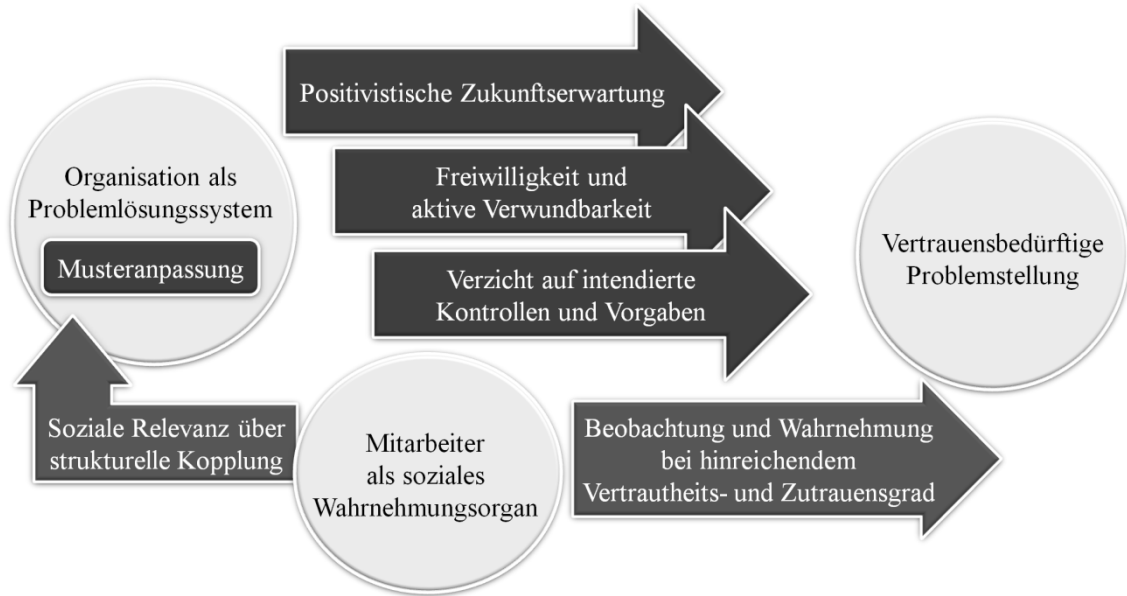 Positivistische Zukunftserwartung
Organisation als
Problemlösungssystem
Musteranpassung
Freiwilligkeit und
aktive Verwundbarkeit
Verzicht auf intendierte
Kontrollen und Vorgaben
Vertrauensbedürftige
Problemstellung
Soziale Relevanz über
strukturelle Kopplung
Mitarbeiter
als soziales
Wahrnehmungsorgan
Beobachtung und Wahrnehmung
bei hinreichendem
Vertrautheits- und Zutrauensgrad